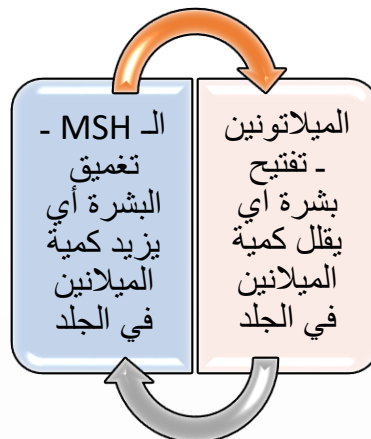 الميلاتونين
- تفتيح
بشرة اي
يقلل كمية
الميلانين
في الجلد
الـ MSH -
تغميق
البشرة أي
يزيد كمية
الميلانين
في الجلد